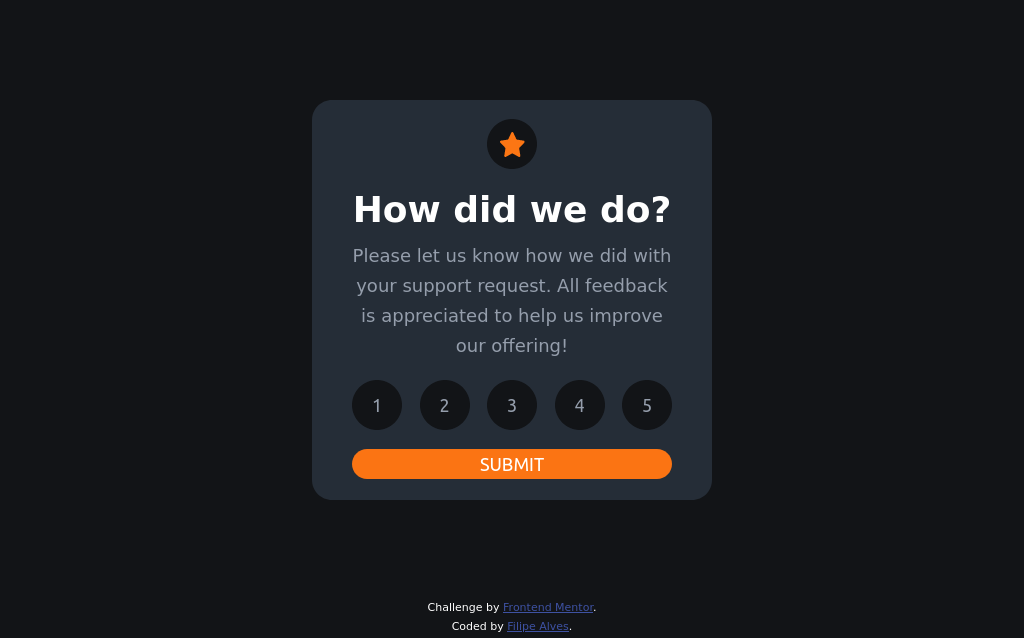 How did we do?
Please let us know how we did with
your support request. All feedback
is appreciated to help us improve
our offering!
1 2 3 4 5
SUBMIT
Challenge by Frontend Mentor.
Coded by Filipe Alves.